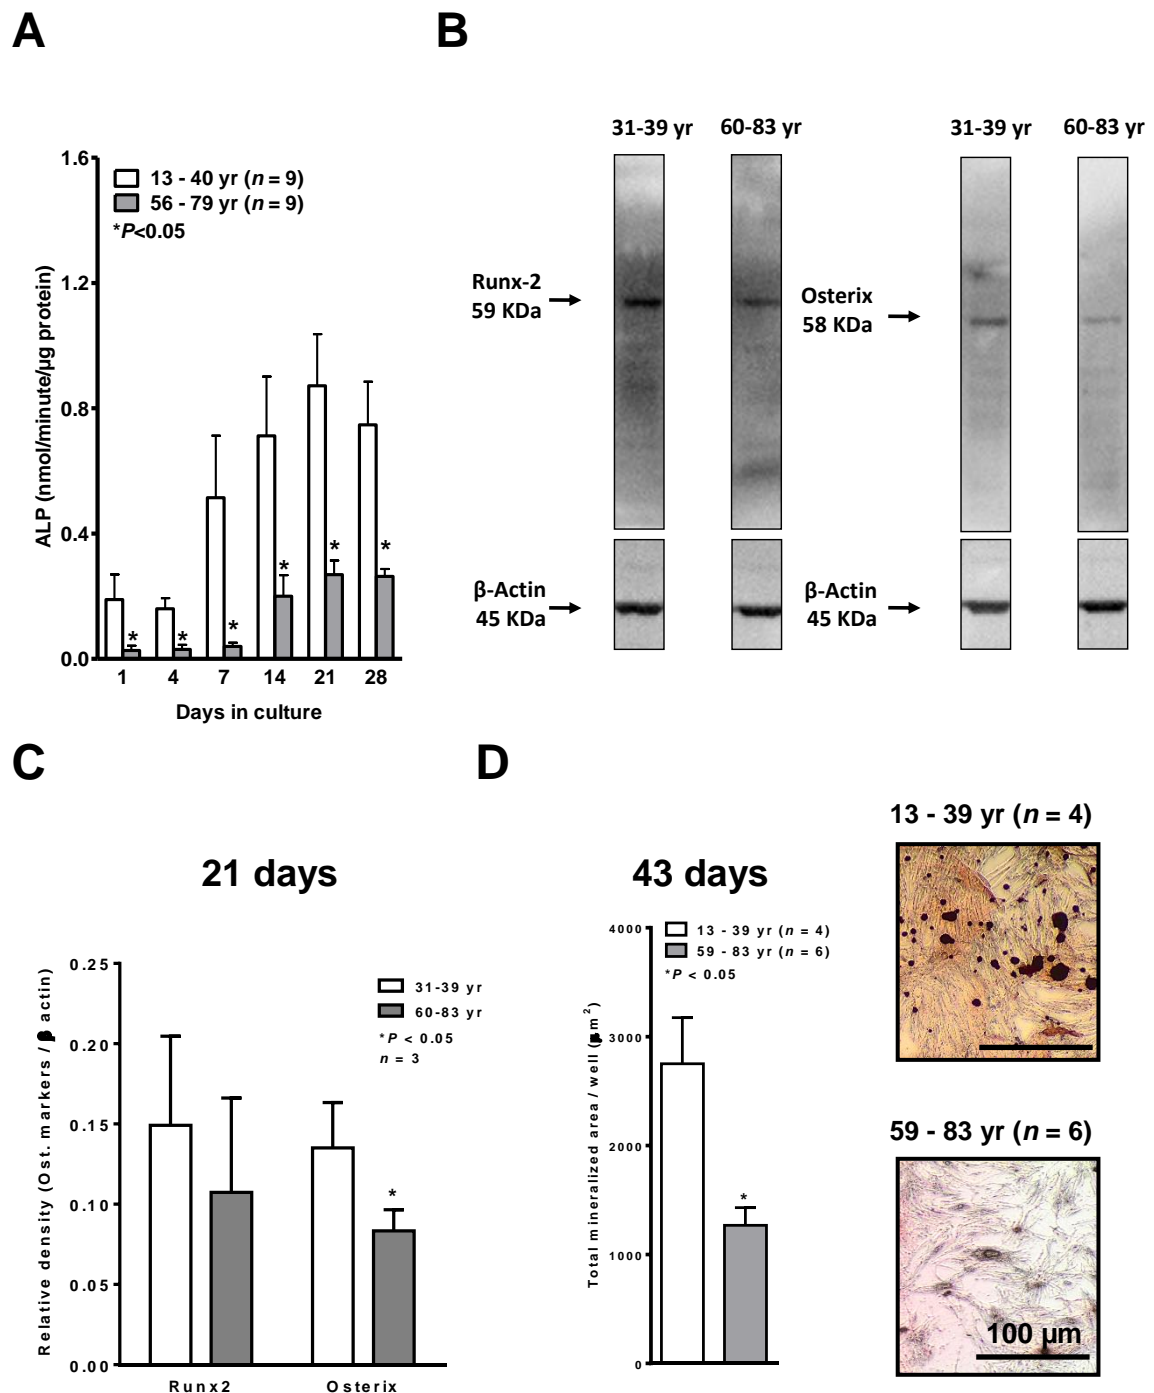 A
B
31-39 yr
60-83 yr
31-39 yr
60-83 yr
1.6
13 - 40 yr (n = 9)
56 - 79 yr (n = 9)
*P<0.05
1.2
0.8
0.4
0.0
ALP (nmol/minute/µg protein)
*
*
*
*
*
*
1
4
7
14
21
28
Days in culture
Runx-2
59 KDa
Osterix
58 KDa
β-Actin
45 KDa
β-Actin
45 KDa
C
21 days
0.25
0.20
0.15
0.10
0.05
0.00
Relative density (Ost. markers / β actin)
31-39 yr
60-83 yr
*P < 0.05
n = 3
*
Runx2
Osterix
D
43 days
4000
3000
2000
1000
0
Total mineralized area / well (µm²)
13 - 39 yr (n = 4)
59 - 83 yr (n = 6)
*P < 0.05
*
13 - 39 yr (n = 4)
59 - 83 yr (n = 6)
100 µm